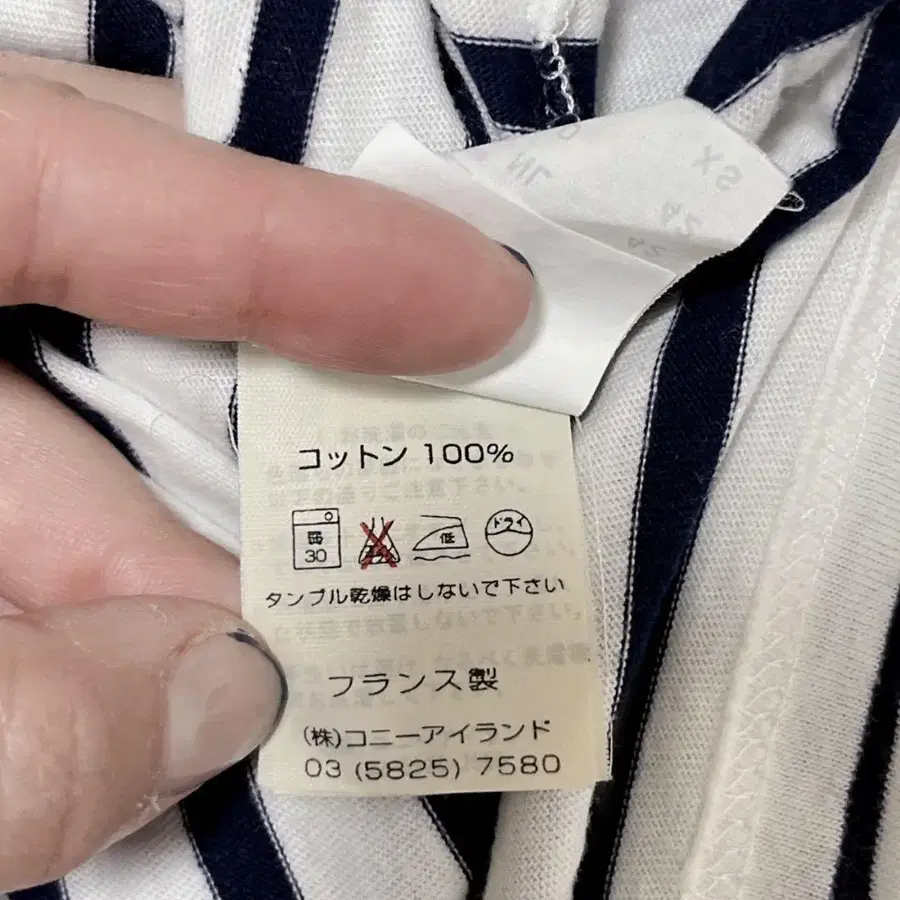 コットン 100%
弱 30 低 ドライ
タンブル乾燥はしないで下さい
フランス製
(株)コニーアイランド
03 (5825) 7580